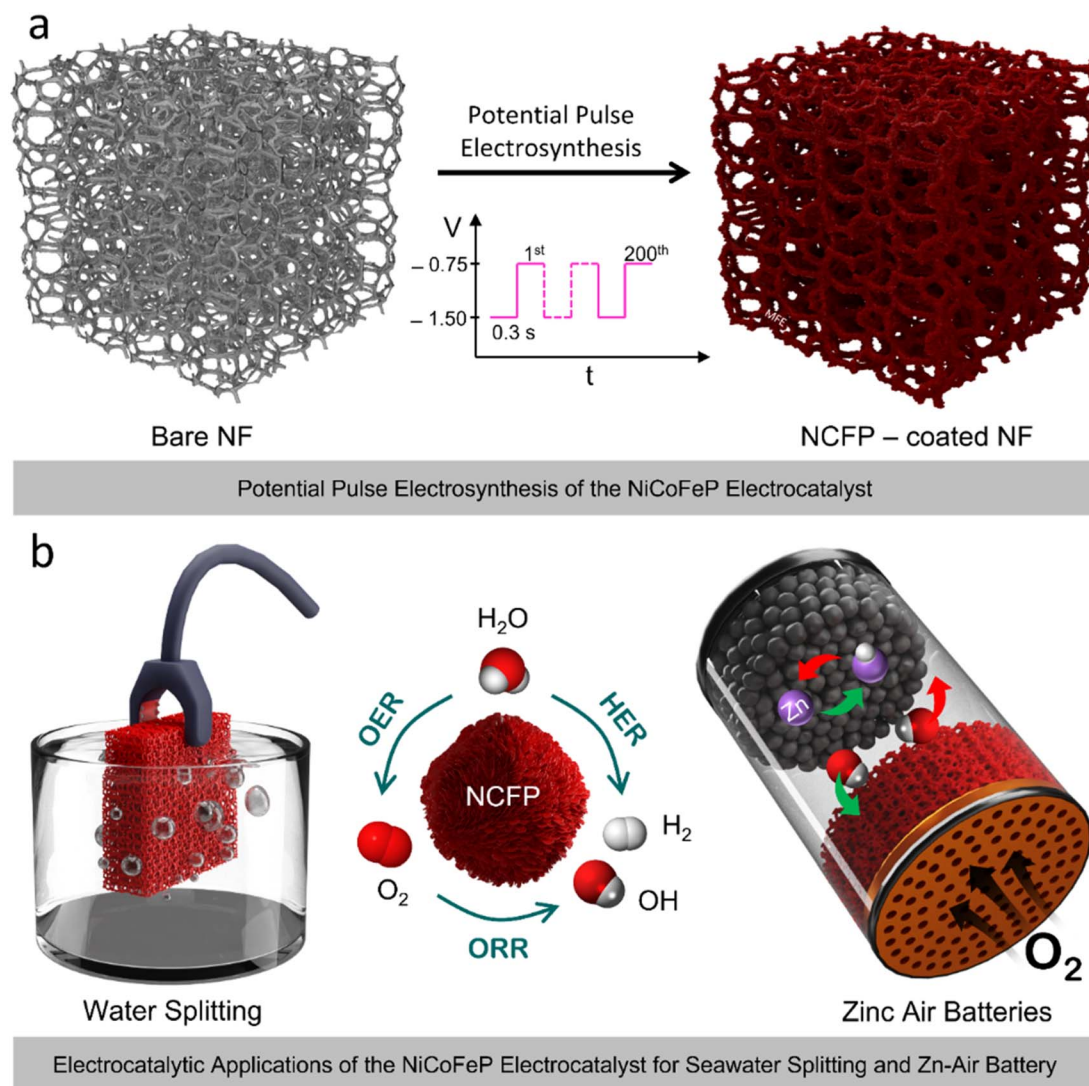 a
Potential Pulse
Electrosynthesis
V
1st
200th
– 0.75
– 1.50
0.3 s
t
MFE
Bare NF
NCFP – coated NF
Potential Pulse Electrosynthesis of the NiCoFeP Electrocatalyst
b
H2O
OER
HER
NCFP
Zn
O2
H2
OH
ORR
O2
Water Splitting
Zinc Air Batteries
Electrocatalytic Applications of the NiCoFeP Electrocatalyst for Seawater Splitting and Zn-Air Battery